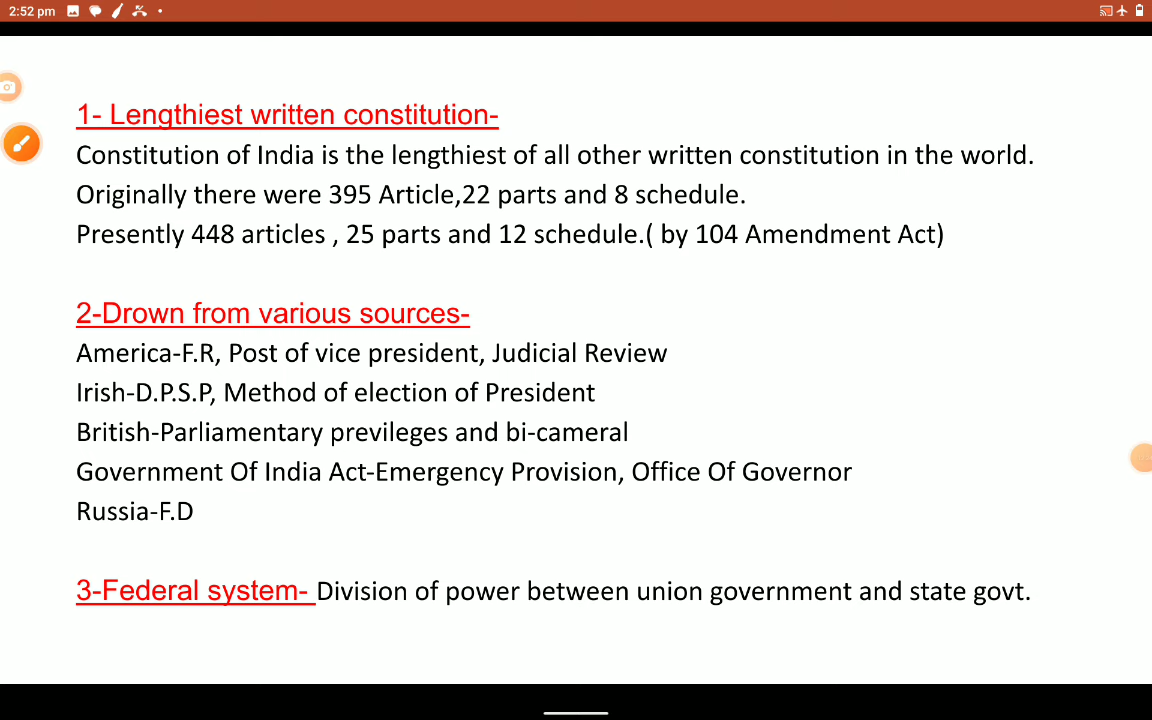 2:52 pm
1- Lengthiest written constitution-
Constitution of India is the lengthiest of all other written constitution in the world.
Originally there were 395 Article,22 parts and 8 schedule.
Presently 448 articles , 25 parts and 12 schedule.( by 104 Amendment Act)
2-Drown from various sources-
America-F.R, Post of vice president, Judicial Review
Irish-D.P.S.P, Method of election of President
British-Parliamentary previleges and bi-cameral
Government Of India Act-Emergency Provision, Office Of Governor
Russia-F.D
3-Federal system- Division of power between union government and state govt.